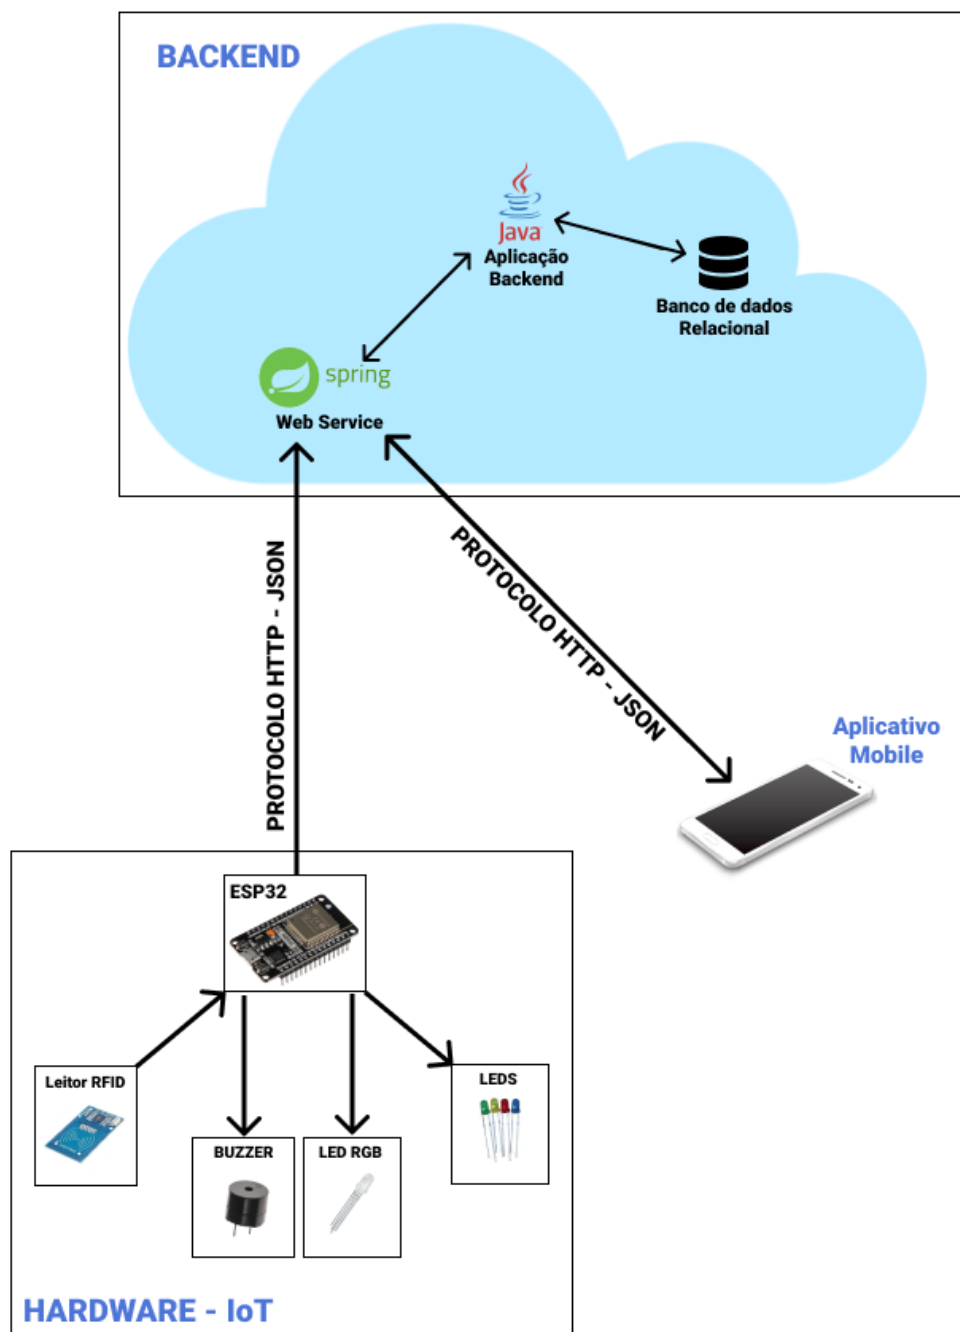 BACKEND
Java
Aplicação
Backend
Banco de dados
Relacional
spring
Web Service
PROTOCOLO HTTP - JSON
PROTOCOLO HTTP - JSON
Aplicativo
Mobile
ESP32
Leitor RFID
LEDS
BUZZER
LED RGB
HARDWARE - IoT